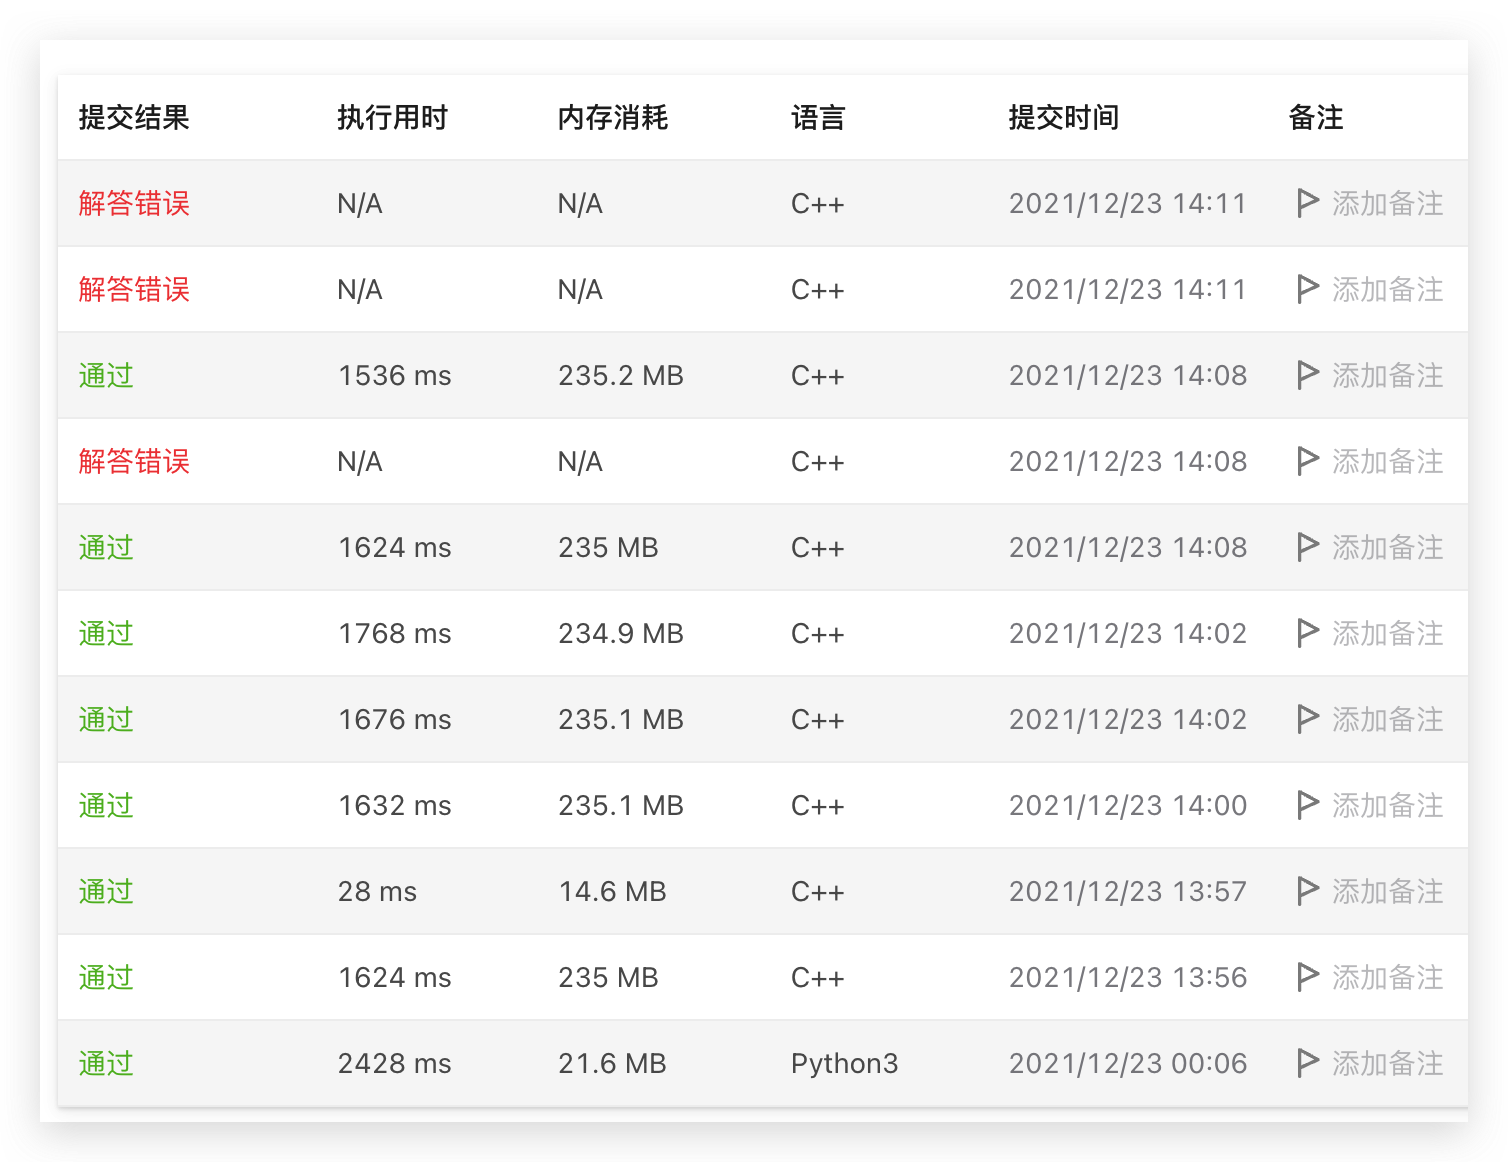 提交结果 执行用时 内存消耗 语言 提交时间 备注
解答错误 N/A N/A C++ 2021/12/23 14:11 添加备注
解答错误 N/A N/A C++ 2021/12/23 14:11 添加备注
通过 1536 ms 235.2 MB C++ 2021/12/23 14:08 添加备注
解答错误 N/A N/A C++ 2021/12/23 14:08 添加备注
通过 1624 ms 235 MB C++ 2021/12/23 14:08 添加备注
通过 1768 ms 234.9 MB C++ 2021/12/23 14:02 添加备注
通过 1676 ms 235.1 MB C++ 2021/12/23 14:02 添加备注
通过 1632 ms 235.1 MB C++ 2021/12/23 14:00 添加备注
通过 28 ms 14.6 MB C++ 2021/12/23 13:57 添加备注
通过 1624 ms 235 MB C++ 2021/12/23 13:56 添加备注
通过 2428 ms 21.6 MB Python3 2021/12/23 00:06 添加备注